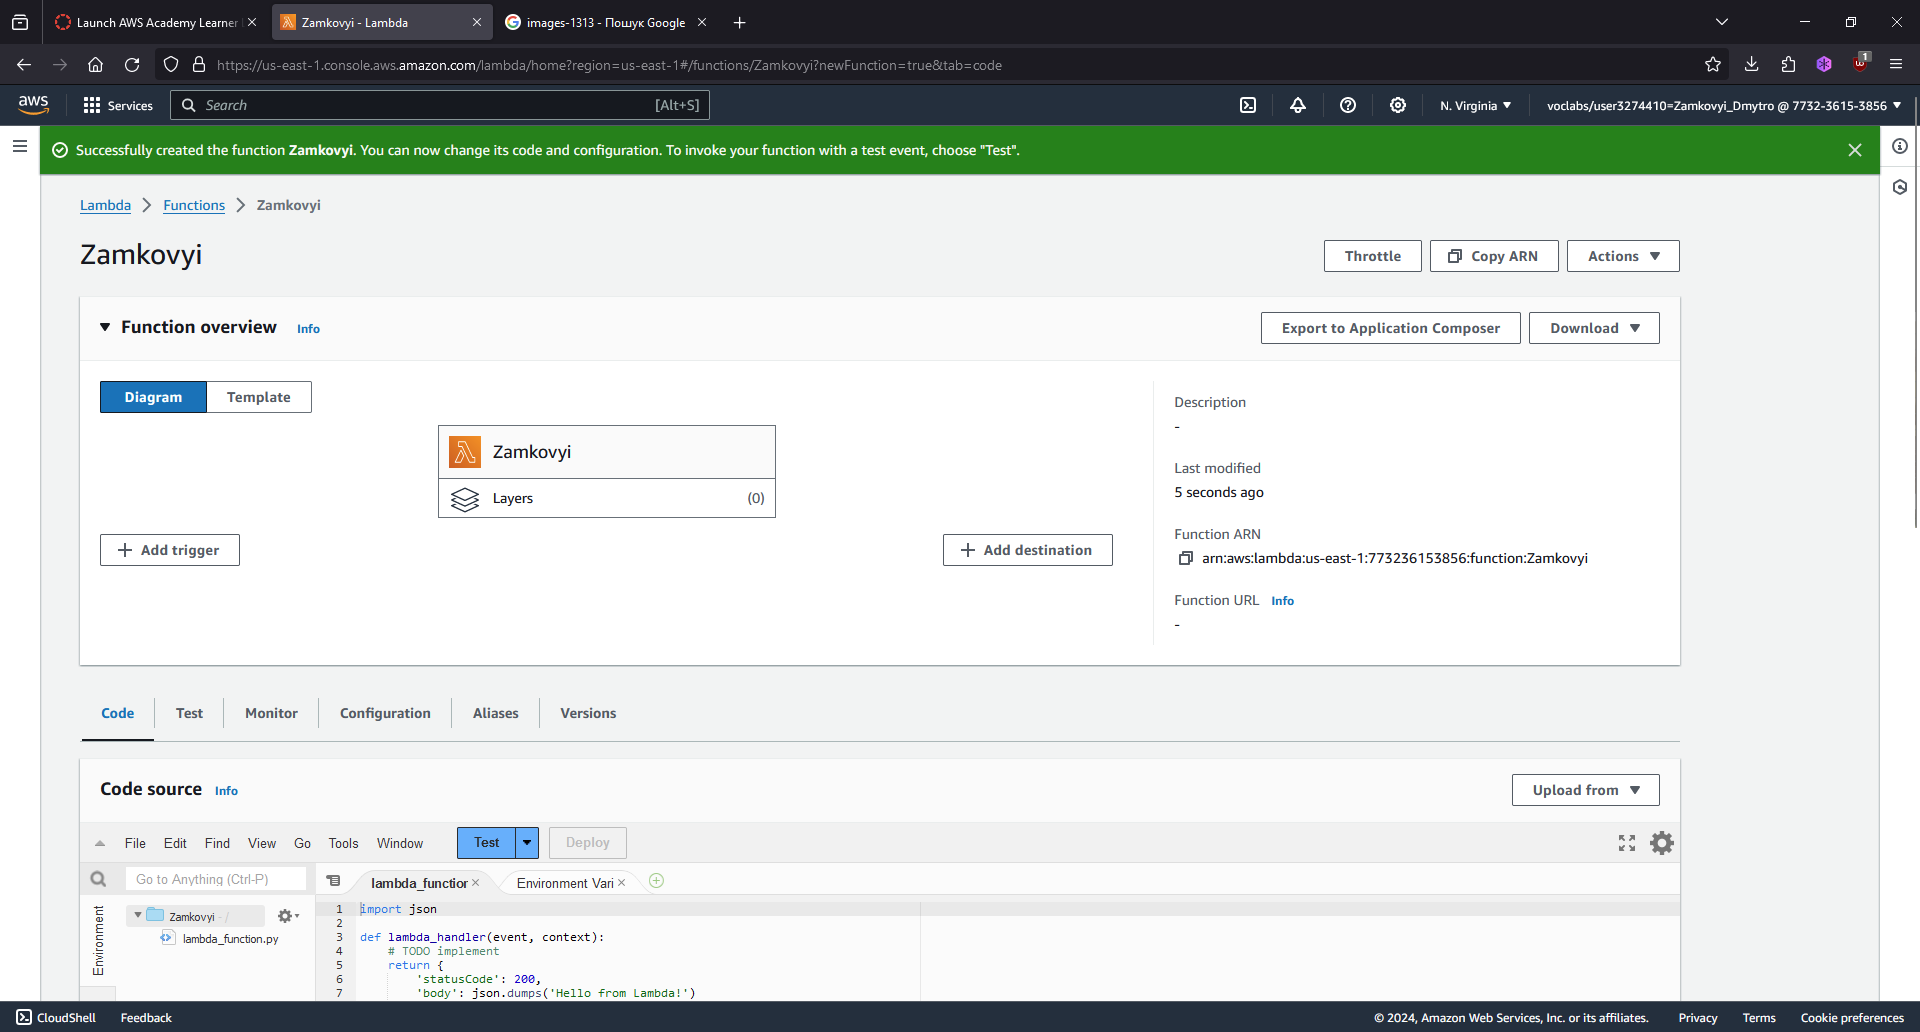 Launch AWS Academy Learner
Zamkovyi - Lambda
images-1313 - Пошук Google
https://us-east-1.console.aws.amazon.com/lambda/home?region=us-east-1#/functions/Zamkovyi?newFunction=true&tab=code
1
aws
Services
Search
[Alt+S]
N. Virginia
voclabs/user3274410=Zamkovyi_Dmytro @ 7732-3615-3856
Successfully created the function Zamkovyi. You can now change its code and configuration. To invoke your function with a test event, choose "Test".
Lambda
Functions
Zamkovyi
Zamkovyi
Throttle
Copy ARN
Actions
Function overview
Info
Export to Application Composer
Download
Diagram
Template
Zamkovyi
Layers
(0)
Add trigger
Add destination
Description
-
Last modified
5 seconds ago
Function ARN
arn:aws:lambda:us-east-1:773236153856:function:Zamkovyi
Function URL Info
-
Code
Test
Monitor
Configuration
Aliases
Versions
Code source
Info
Upload from
File
Edit
Find
View
Go
Tools
Window
Test
Deploy
Go to Anything (Ctrl-P)
lambda_function
Environment Vari
Environment
Zamkovyi - /
lambda_function.py
1 import json
2
3 def lambda_handler(event, context):
4 # TODO implement
5 return {
6 'statusCode': 200,
7 'body': json.dumps('Hello from Lambda!')
CloudShell
Feedback
© 2024, Amazon Web Services, Inc. or its affiliates.
Privacy
Terms
Cookie preferences